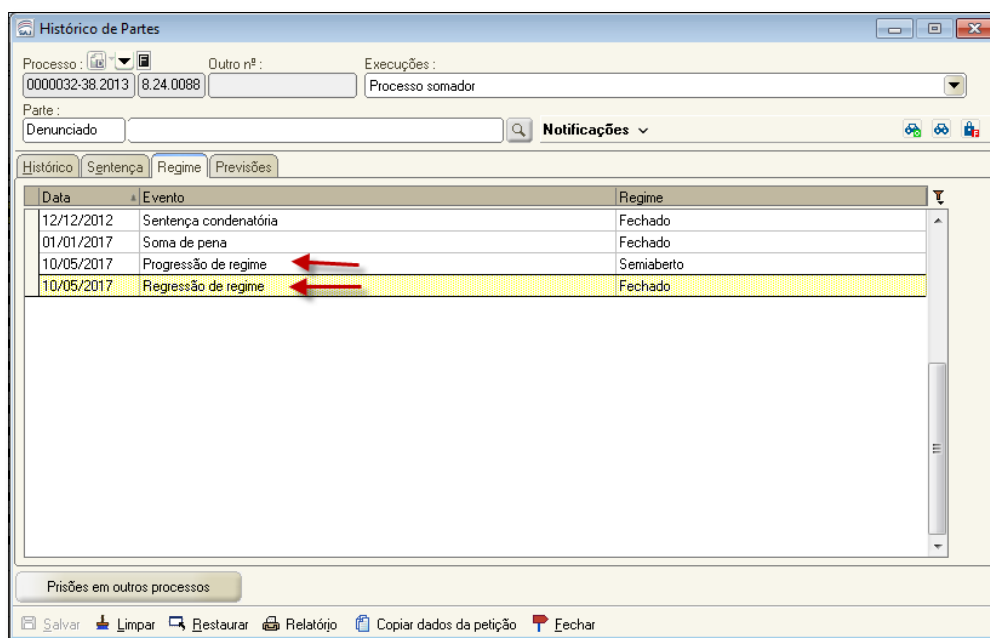 Histórico de Partes
Processo : Outro nº : Execuções :
0000032-38.2013 8.24.0088 Processo somador
Parte :
Denunciado Notificações
Histórico Sentença Regime Previsões
Data Evento Regime
12/12/2012 Sentença condenatória Fechado
01/01/2017 Soma de pena Fechado
10/05/2017 Progressão de regime Semiaberto
10/05/2017 Regressão de regime Fechado
Prisões em outros processos
Salvar Limpar Restaurar Relatório Copiar dados da petição Fechar